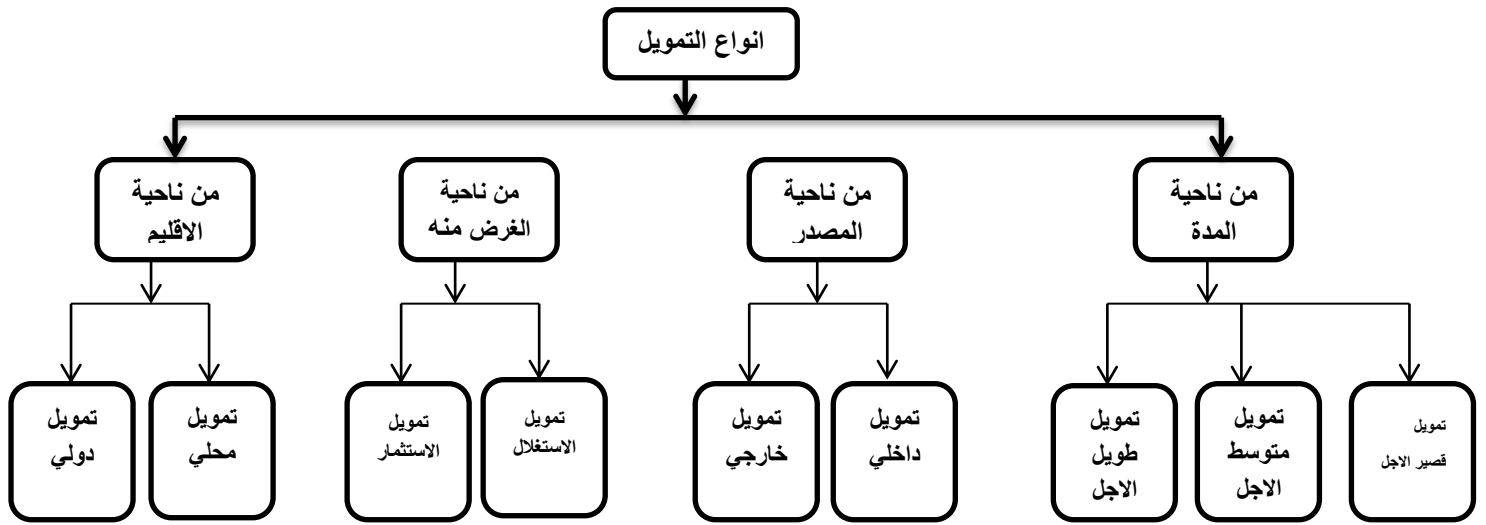 انواع التمويل
من ناحية
المدة
من ناحية
المصدر
من ناحية
الغرض منه
من ناحية
الاقليم
تمويل
قصير الاجل
تمويل
متوسط
الاجل
تمويل
طويل
الاجل
تمويل
داخلي
تمويل
خارجي
تمويل
الاستغلال
تمويل
الاستثمار
تمويل
محلي
تمويل
دولي